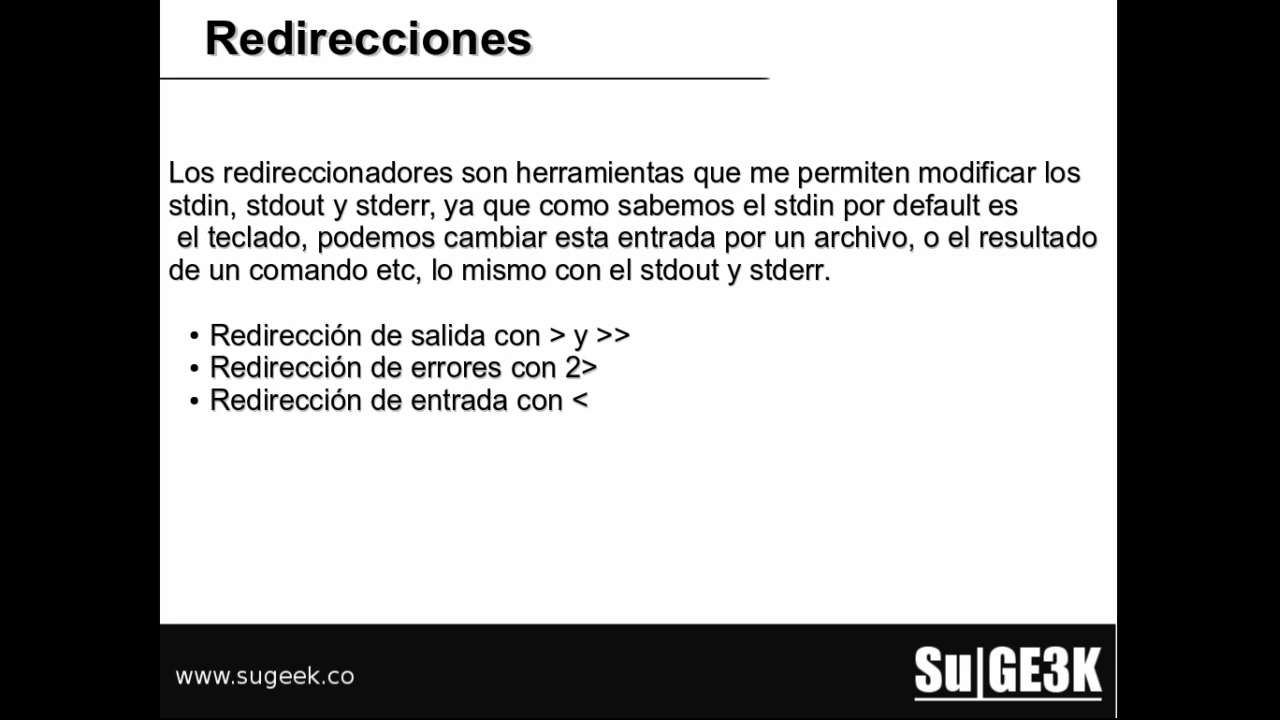 Redirecciones
Los redireccionadores son herramientas que me permiten modificar los
stdin, stdout y stderr, ya que como sabemos el stdin por default es
el teclado, podemos cambiar esta entrada por un archivo, o el resultado
de un comando etc, lo mismo con el stdout y stderr.
• Redirección de salida con > y >>
• Redirección de errores con 2>
• Redirección de entrada con <
www.sugeek.co
Su|GE3K